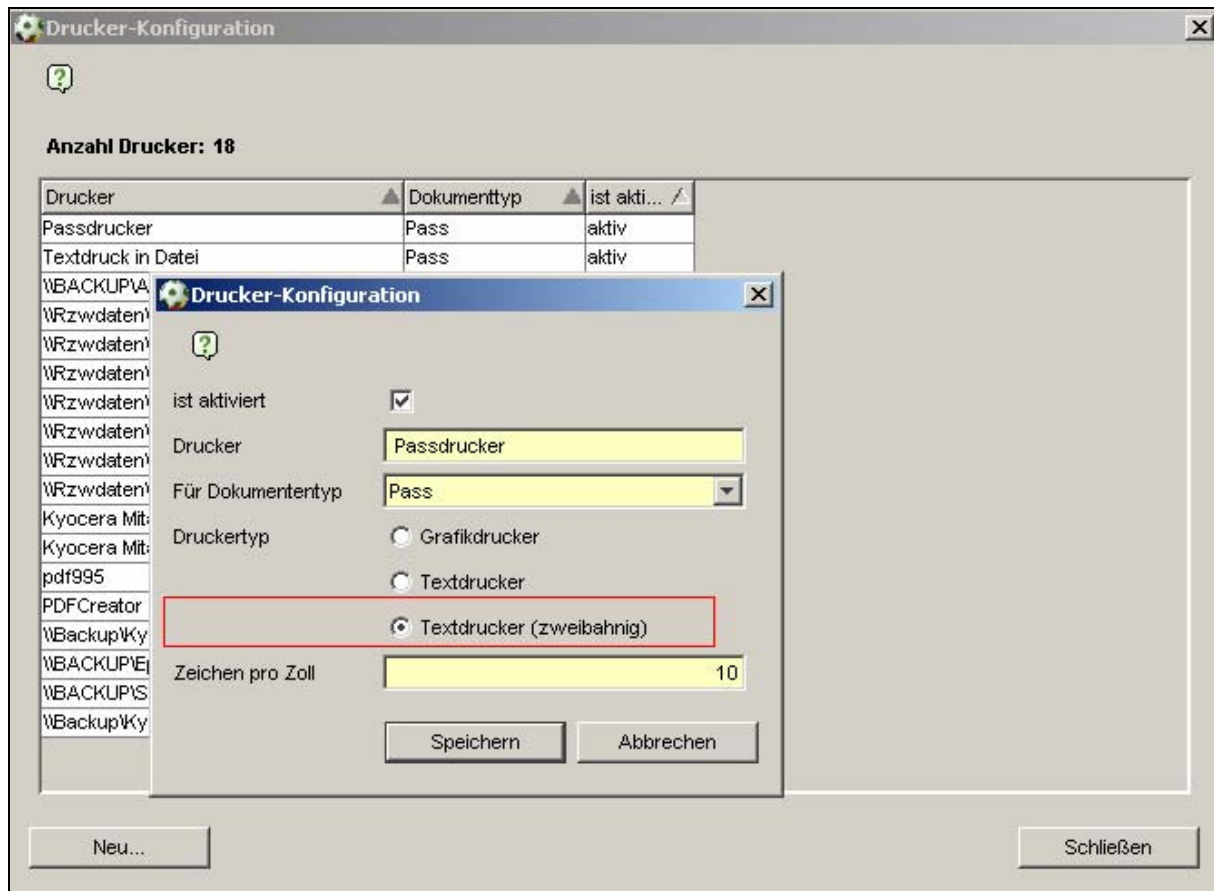 Drucker-Konfiguration
Anzahl Drucker: 18
Drucker Dokumenttyp ist akti...
Passdrucker Pass aktiv
Textdruck in Datei Pass aktiv
\\BACKUP\A
\\Rzwdaten\
\\Rzwdaten\
\\Rzwdaten\
\\Rzwdaten\
\\Rzwdaten\
\\Rzwdaten\
\\Rzwdaten\
Kyocera Mit
Kyocera Mit
pdf995
PDFCreator
\\Backup\Ky
\\BACKUP\E
\\BACKUP\S
\\Backup\Ky
Drucker-Konfiguration
ist aktiviert
Drucker Passdrucker
Für Dokumententyp Pass
Druckertyp Grafikdrucker
Textdrucker
Textdrucker (zweibahnig)
Zeichen pro Zoll 10
Speichern Abbrechen
Neu... Schließen